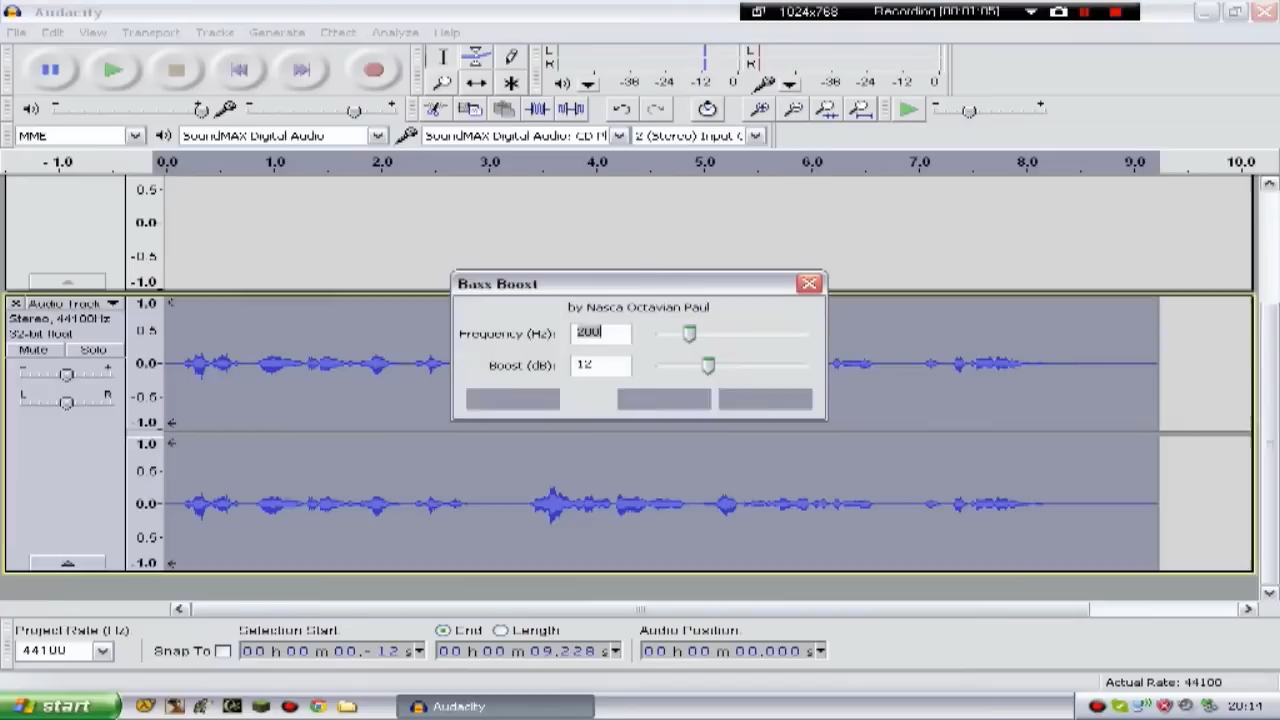 Audacity
1024x768 Recording [00:01:05]
File Edit View Transport Tracks Generate Effect Analyze Help
L
R
-36 -24 -12 0
L
R
-36 -24 -12 0
MME SoundMAX Digital Audio SoundMAX Digital Audio: CD Pl 2 (Stereo) Input C
- 1.0 0.0 1.0 2.0 3.0 4.0 5.0 6.0 7.0 8.0 9.0 10.0
0.5
0.0
-0.5
-1.0
Audio Track
Stereo, 44100Hz
32-bit float
Mute Solo
- +
L R
1.0
0.5
0.0
-0.5
-1.0
1.0
0.5
0.0
0.5
-1.0
Bass Boost
by Nasca Octavian Paul
Frequency (Hz): 200
Boost (dB): 12
Project Rate (Hz) Selection Start: End Length Audio Position:
44100 Snap To 00 h 00 m 00.-12 s 00 h 00 m 09.228 s 00 h 00 m 00.000 s
Actual Rate: 44100
start Audacity 20:14